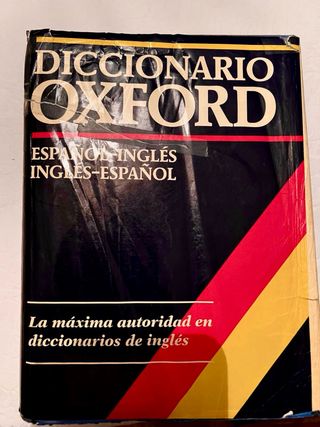 DICCIONARIO
OXFORD
ESPAÑOL-INGLÉS
INGLÉS-ESPAÑOL
La máxima autoridad en
diccionarios de inglés